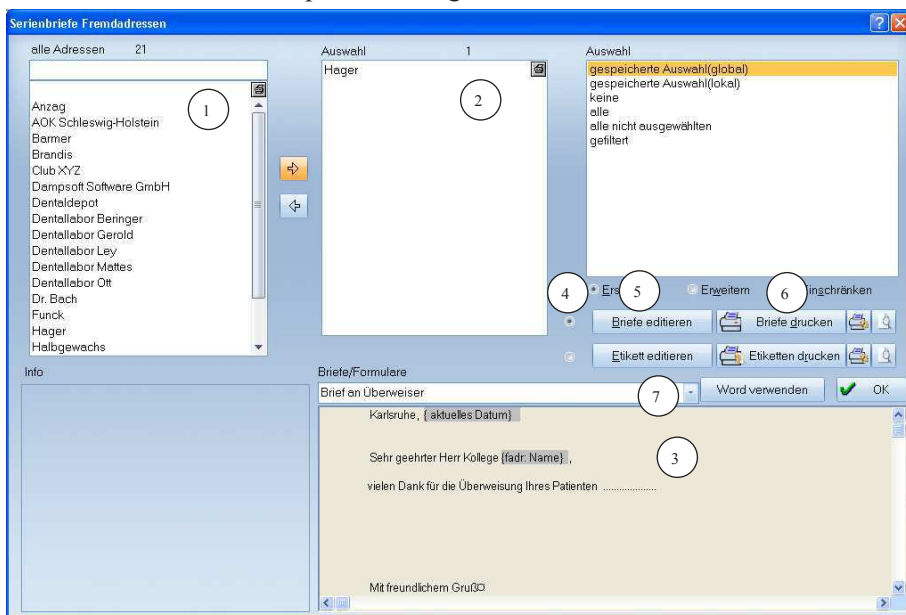 Serienbriefe Fremdadressen
alle Adressen 21
Anzag
AOK Schleswig-Holstein
Barmer
Brandis
Club XYZ
Dampsoft Software GmbH
Dentaldepot
Dentallabor Beringer
Dentallabor Gerold
Dentallabor Ley
Dentallabor Mattes
Dentallabor Ott
Dr. Bach
Funck
Hager
Halbgewachs
1
Auswahl 1
Hager
2
Auswahl
gespeicherte Auswahl(global)
gespeicherte Auswahl(lokal)
keine
alle
alle nicht ausgewählten
gefiltert
4 5 Erweitern 6
Briefe editieren Briefe drucken
Etikett editieren Etiketten drucken
Info
Briefe/Formulare
Brief an Überweiser 7 Word verwenden OK
Karlsruhe, { aktuelles Datum}
Sehr geehrter Herr Kollege {fadr: Name} , 3
vielen Dank für die Überweisung Ihres Patienten ....................
Mit freundlichem Gruß¤